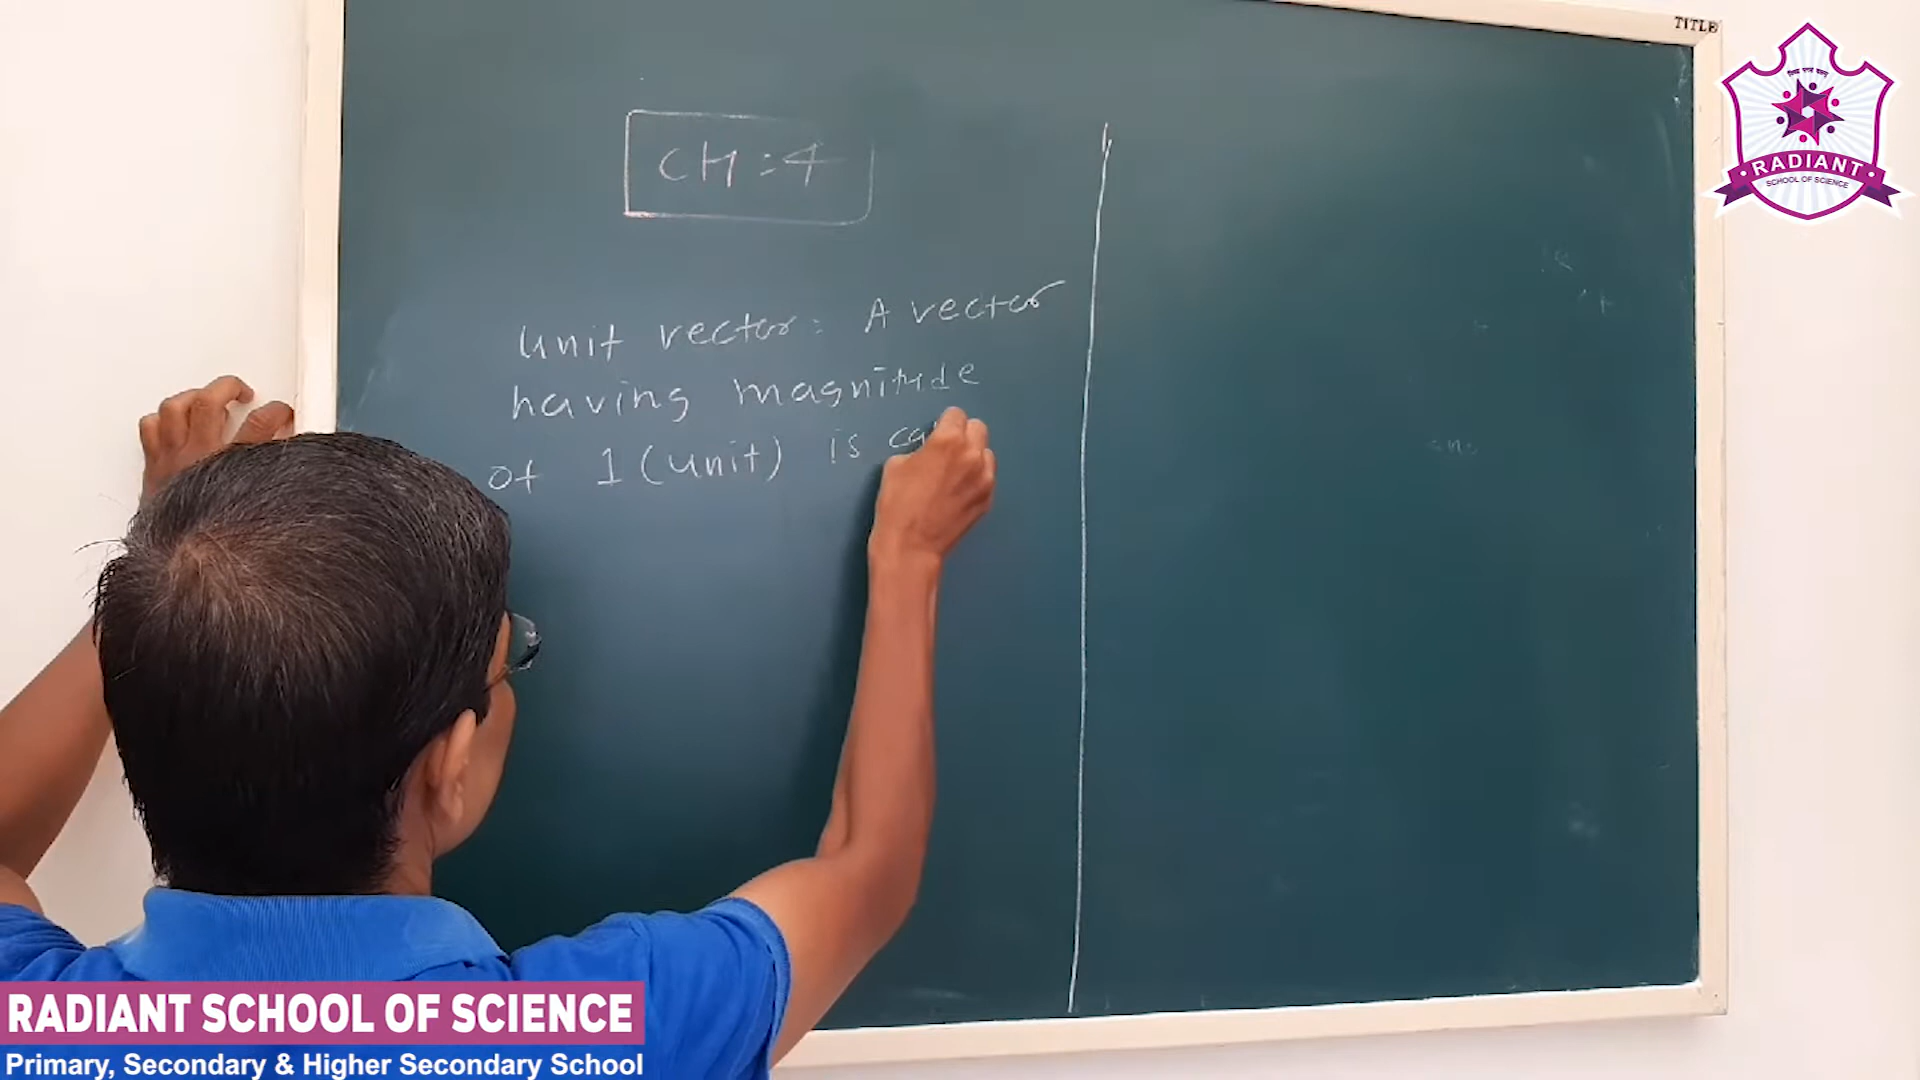 TITLE
CH:4
Unit vector: A vector
having magnitude
of 1 (unit) is
RADIANT
SCHOOL OF SCIENCE
RADIANT SCHOOL OF SCIENCE
Primary, Secondary & Higher Secondary School